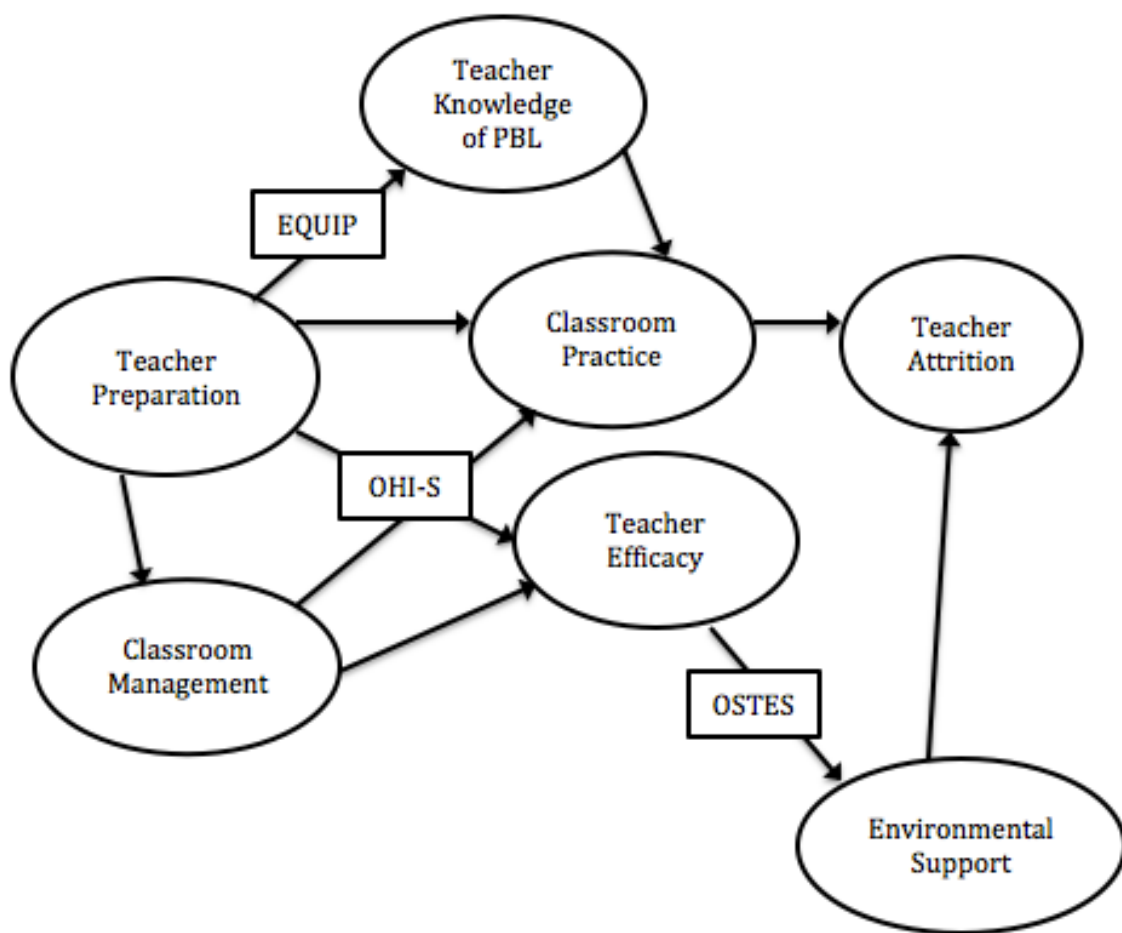 Teacher
Knowledge
of PBL
EQUIP
Classroom
Practice
Teacher
Attrition
Teacher
Preparation
OHI-S
Teacher
Efficacy
Classroom
Management
OSTES
Environmental
Support